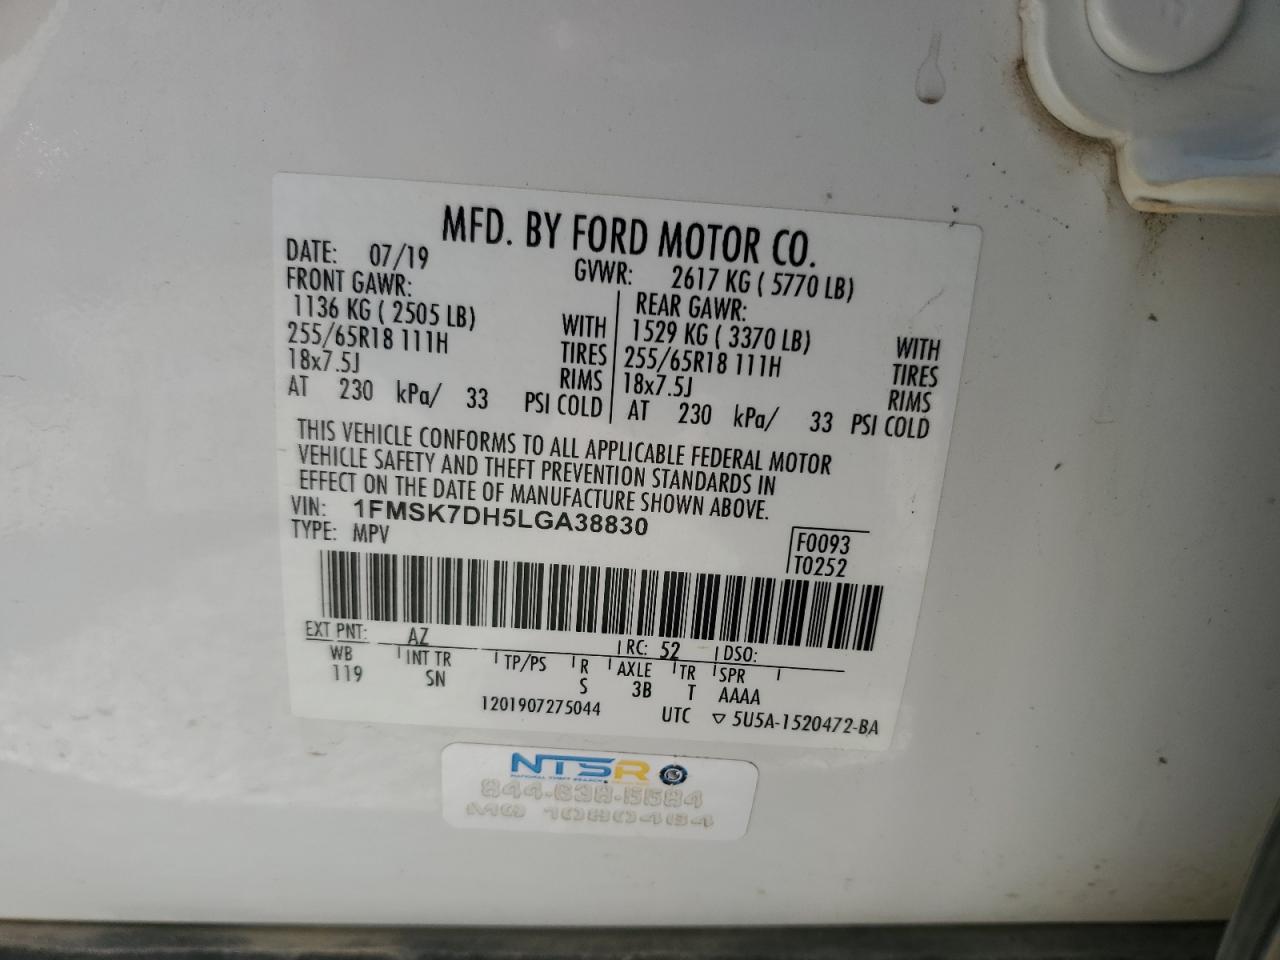 MFD. BY FORD MOTOR CO.
DATE: 07/19 GVWR: 2617 KG ( 5770 LB)
FRONT GAWR: REAR GAWR:
1136 KG ( 2505 LB) WITH 1529 KG ( 3370 LB) WITH
255/65R18 111H TIRES 255/65R18 111H TIRES
18x7.5J RIMS 18x7.5J RIMS
AT 230 kPa/ 33 PSI COLD AT 230 kPa/ 33 PSI COLD
THIS VEHICLE CONFORMS TO ALL APPLICABLE FEDERAL MOTOR
VEHICLE SAFETY AND THEFT PREVENTION STANDARDS IN
EFFECT ON THE DATE OF MANUFACTURE SHOWN ABOVE.
VIN: 1FMSK7DH5LGA38830
TYPE: MPV
F0093
T0252
EXT PNT: AZ RC: 52 DSO:
WB INT TR TP/PS R AXLE TR SPR
119 SN S 3B T AAAA
1201907275044 UTC ▽ 5U5A-1520472-BA
NTSR
844-638-5584